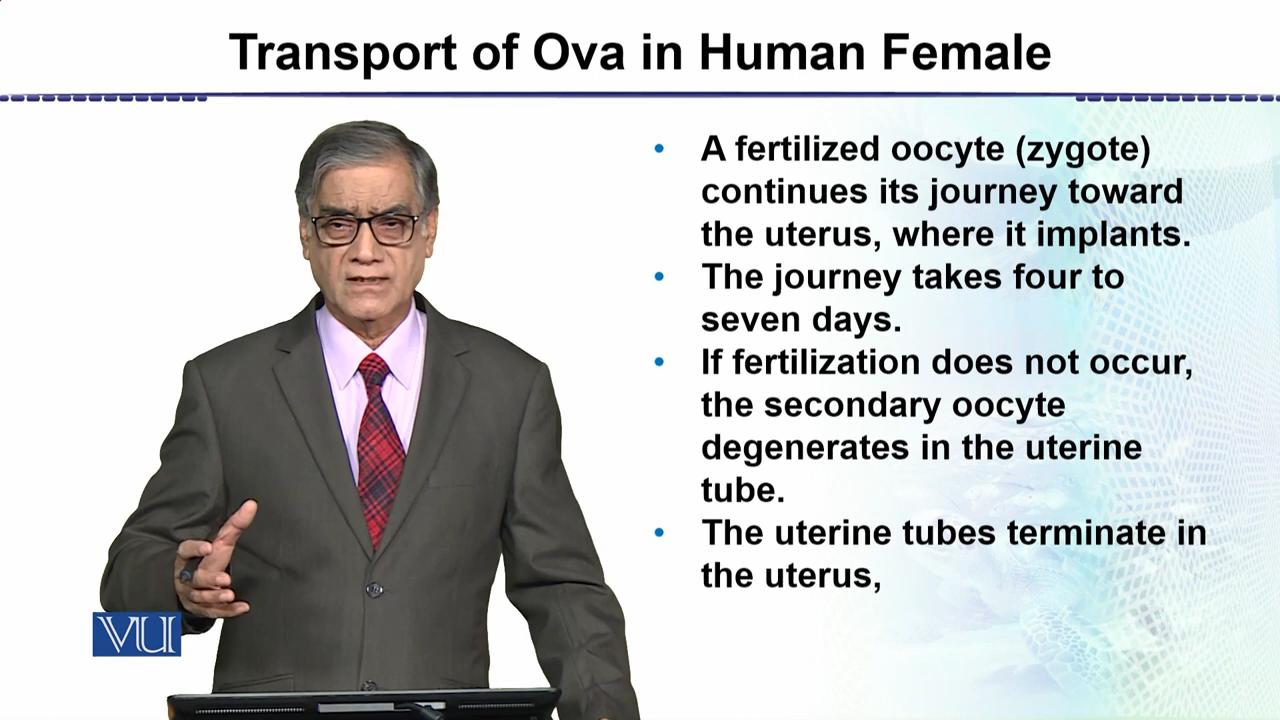 Transport of Ova in Human Female
• A fertilized oocyte (zygote)
continues its journey toward
the uterus, where it implants.
• The journey takes four to
seven days.
• If fertilization does not occur,
the secondary oocyte
degenerates in the uterine
tube.
• The uterine tubes terminate in
the uterus,
VU